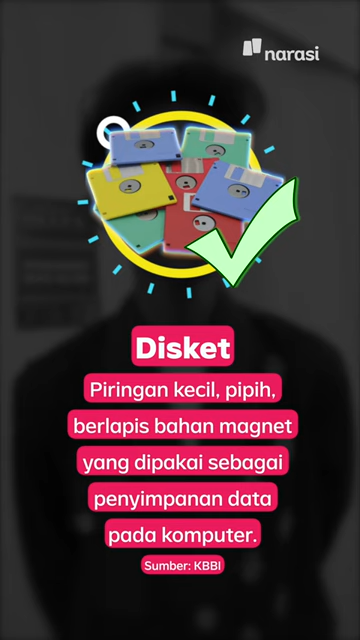 narasi
Disket
Piringan kecil, pipih,
berlapis bahan magnet
yang dipakai sebagai
penyimpanan data
pada komputer.
Sumber: KBBI